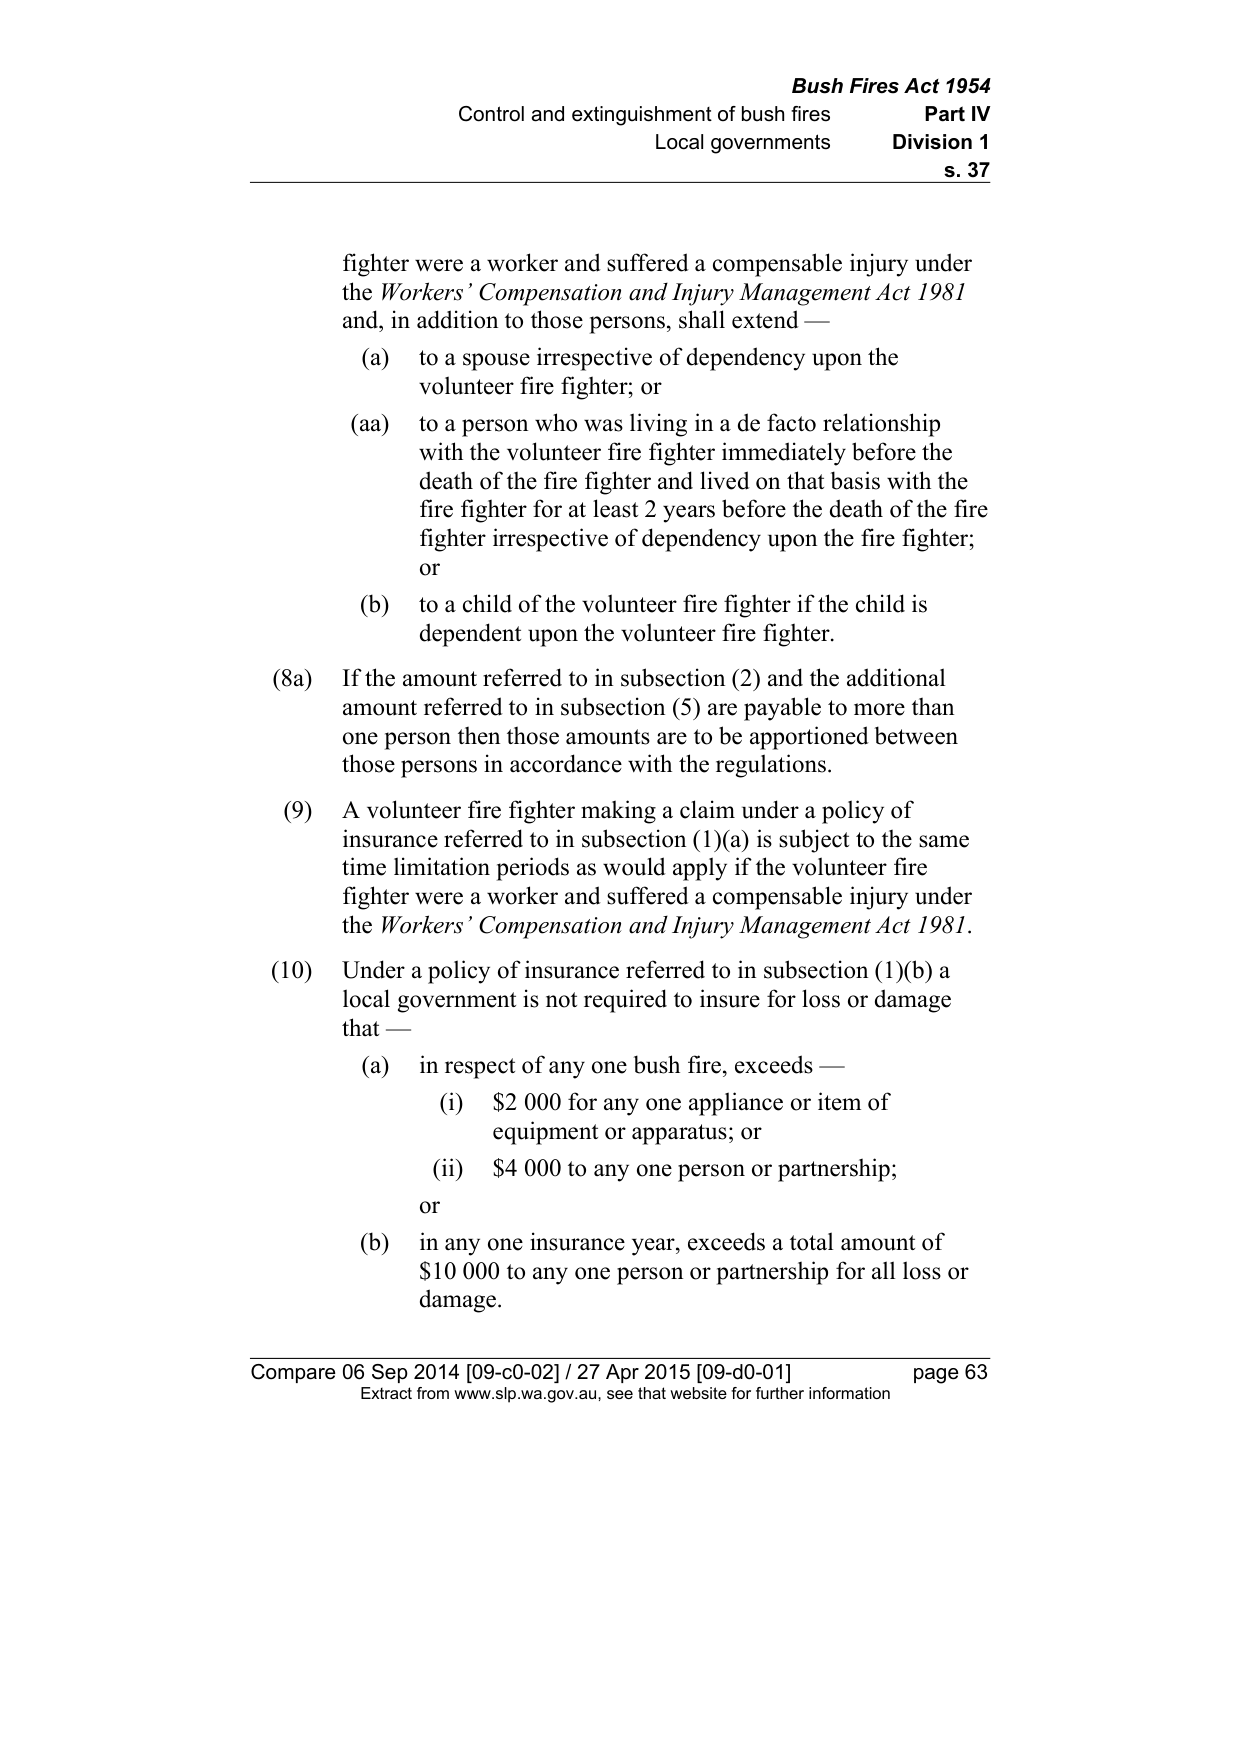 Bush Fires Act 1954
Control and extinguishment of bush fires Part IV
Local governments Division 1
s. 37
fighter were a worker and suffered a compensable injury under
the Workers’ Compensation and Injury Management Act 1981
and, in addition to those persons, shall extend —
(a) to a spouse irrespective of dependency upon the
volunteer fire fighter; or
(aa) to a person who was living in a de facto relationship
with the volunteer fire fighter immediately before the
death of the fire fighter and lived on that basis with the
fire fighter for at least 2 years before the death of the fire
fighter irrespective of dependency upon the fire fighter;
or
(b) to a child of the volunteer fire fighter if the child is
dependent upon the volunteer fire fighter.
(8a) If the amount referred to in subsection (2) and the additional
amount referred to in subsection (5) are payable to more than
one person then those amounts are to be apportioned between
those persons in accordance with the regulations.
(9) A volunteer fire fighter making a claim under a policy of
insurance referred to in subsection (1)(a) is subject to the same
time limitation periods as would apply if the volunteer fire
fighter were a worker and suffered a compensable injury under
the Workers’ Compensation and Injury Management Act 1981.
(10) Under a policy of insurance referred to in subsection (1)(b) a
local government is not required to insure for loss or damage
that —
(a) in respect of any one bush fire, exceeds —
(i) $2 000 for any one appliance or item of
equipment or apparatus; or
(ii) $4 000 to any one person or partnership;
or
(b) in any one insurance year, exceeds a total amount of
$10 000 to any one person or partnership for all loss or
damage.
Compare 06 Sep 2014 [09-c0-02] / 27 Apr 2015 [09-d0-01] page 63
Extract from www.slp.wa.gov.au, see that website for further information